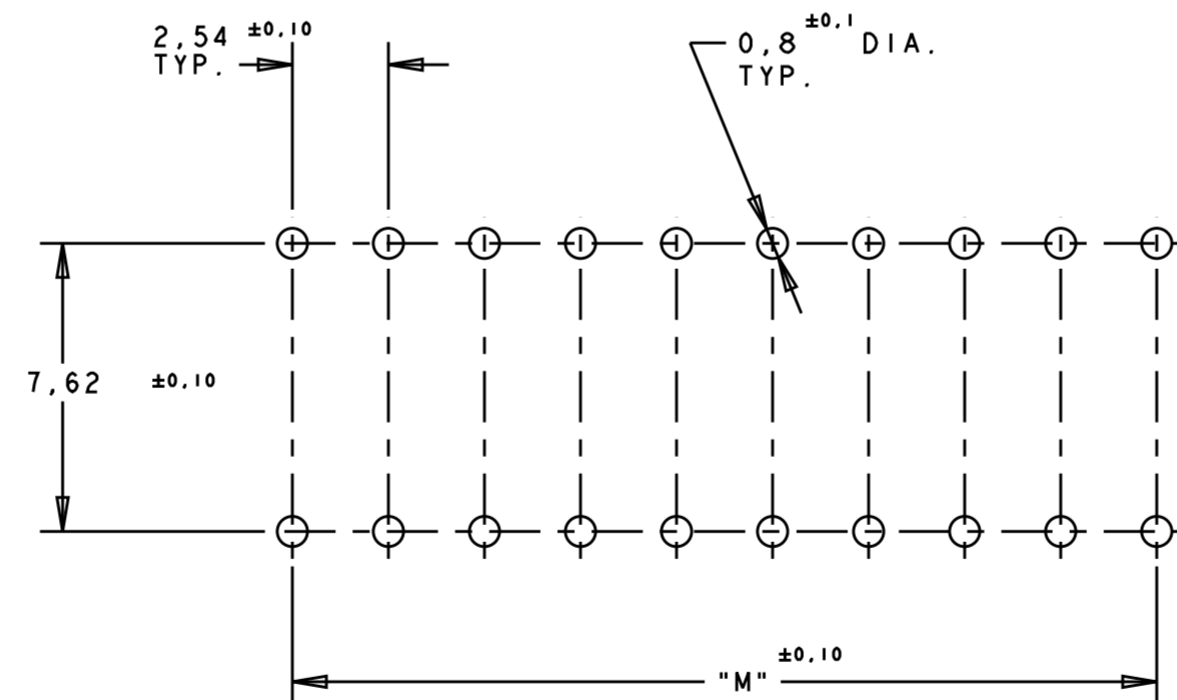 2,54 ±0,10
TYP.
0,8 ±0,1 DIA.
TYP.
7,62 ±0,10
"M" ±0,10